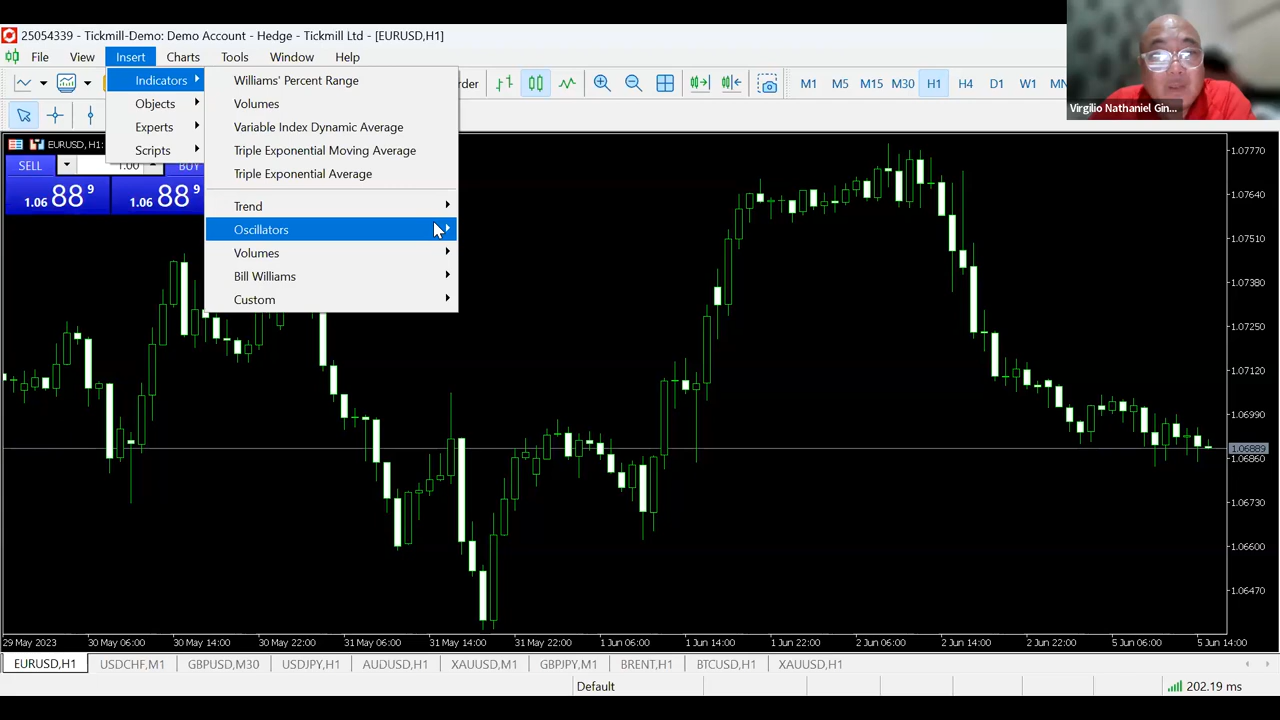 25054339 - Tickmill-Demo: Demo Account - Hedge - Tickmill Ltd - [EURUSD,H1]
File View Insert Charts Tools Window Help
Indicators
Objects
Experts
Scripts
Williams' Percent Range
Volumes
Variable Index Dynamic Average
Triple Exponential Moving Average
Triple Exponential Average
Trend
Oscillators
Volumes
Bill Williams
Custom
M1 M5 M15 M30 H1 H4 D1 W1
Virgilio Nathaniel Gin...
EURUSD, H1:
SELL 1.00 BUY
1.06 88 9 1.06 88 9
1.07770
1.07640
1.07510
1.07380
1.07250
1.07120
1.06990
1.06889
1.06860
1.06730
1.06600
1.06470
29 May 2023 30 May 06:00 30 May 14:00 30 May 22:00 31 May 06:00 31 May 14:00 31 May 22:00 1 Jun 06:00 1 Jun 14:00 1 Jun 22:00 2 Jun 06:00 2 Jun 14:00 2 Jun 22:00 5 Jun 06:00 5 Jun 14:00
EURUSD,H1 USDCHF,M1 GBPUSD,M30 USDJPY,H1 AUDUSD,H1 XAUUSD,M1 GBPJPY,M1 BRENT,H1 BTCUSD,H1 XAUUSD,H1
Default 202.19 ms